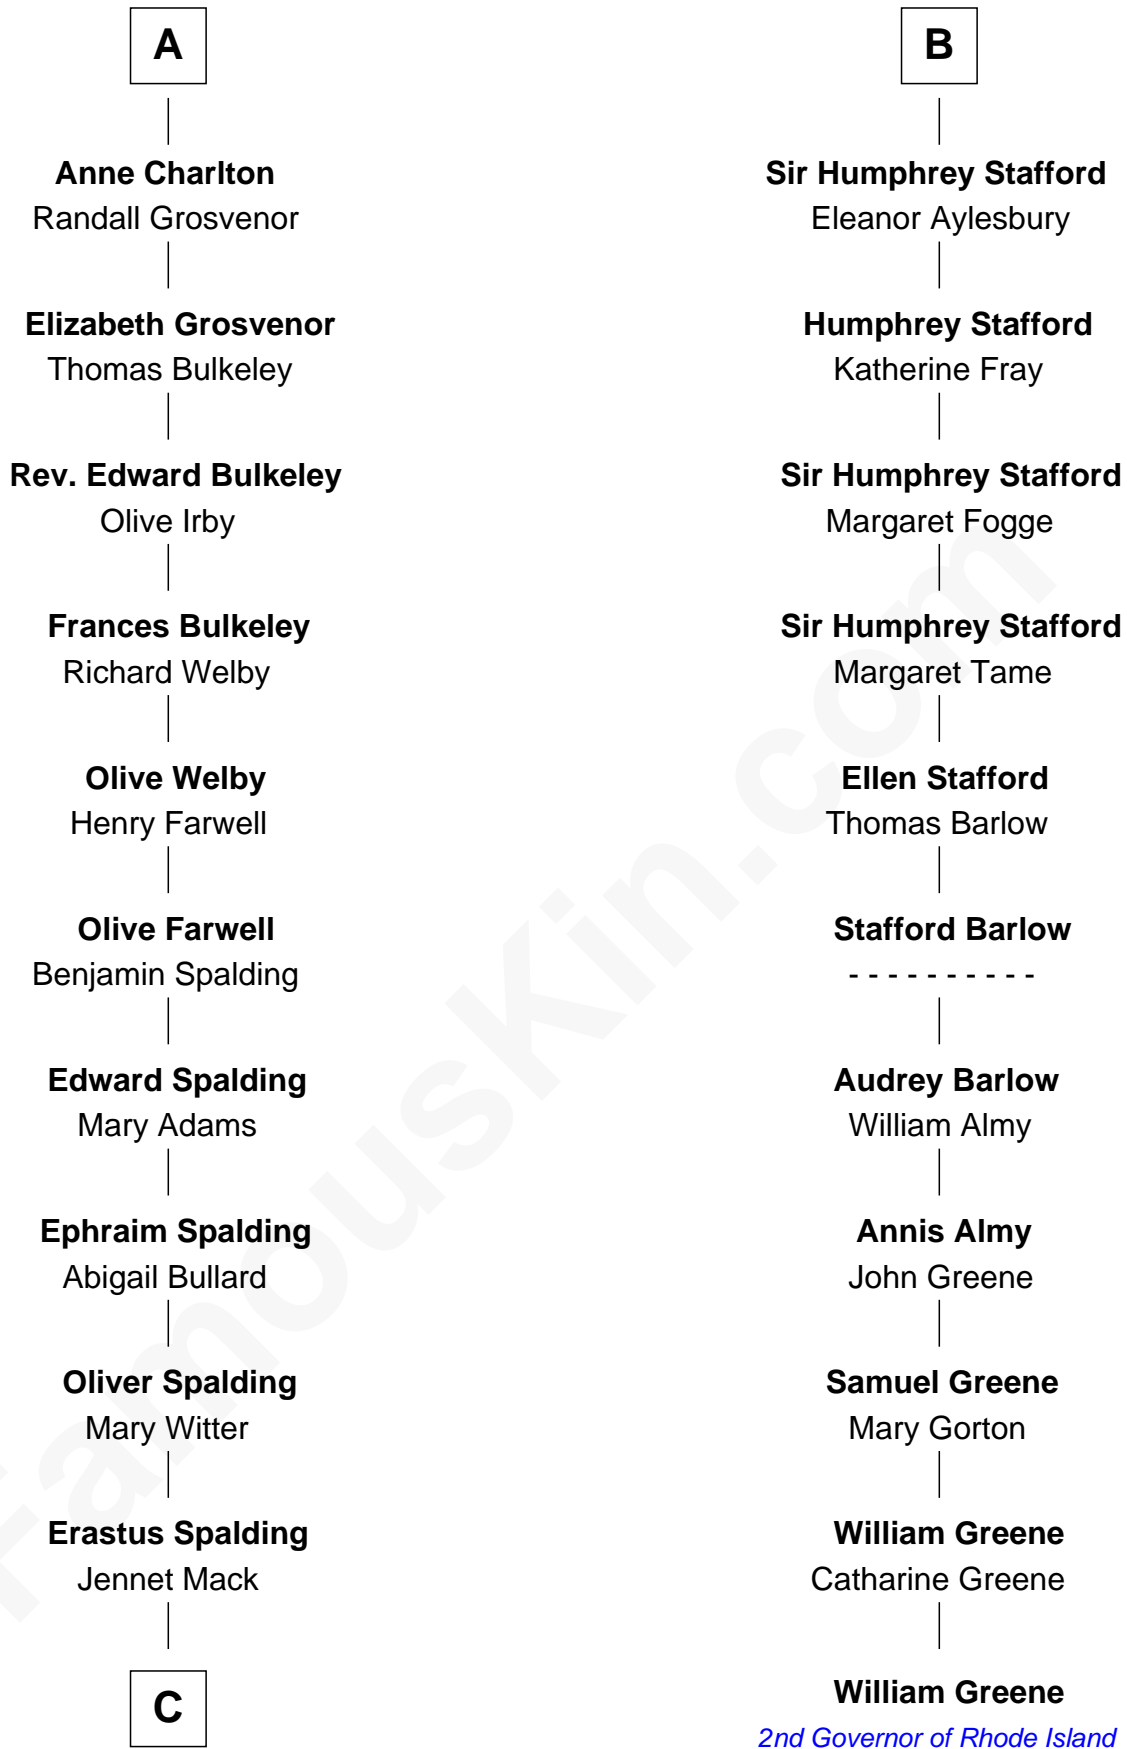 A
Anne Charlton
Randall Grosvenor
Elizabeth Grosvenor
Thomas Bulkeley
Rev. Edward Bulkeley
Olive Irby
Frances Bulkeley
Richard Welby
Olive Welby
Henry Farwell
Olive Farwell
Benjamin Spalding
Edward Spalding
Mary Adams
Ephraim Spalding
Abigail Bullard
Oliver Spalding
Mary Witter
Erastus Spalding
Jennet Mack
C
B
Sir Humphrey Stafford
Eleanor Aylesbury
Humphrey Stafford
Katherine Fray
Sir Humphrey Stafford
Margaret Fogge
Sir Humphrey Stafford
Margaret Tame
Ellen Stafford
Thomas Barlow
Stafford Barlow
- - - - - - - - - -
Audrey Barlow
William Almy
Annis Almy
John Greene
Samuel Greene
Mary Gorton
William Greene
Catharine Greene
William Greene
2nd Governor of Rhode Island
FamousKin.com